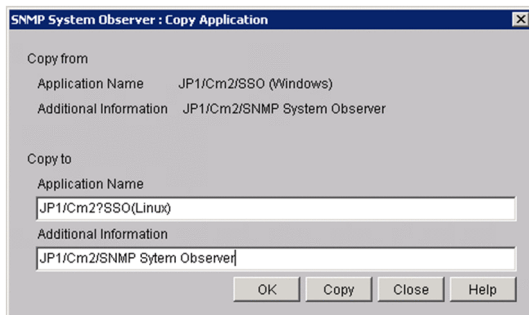 SNMP System Observer : Copy Application
Copy from
Application Name JP1/Cm2/SSO (Windows)
Additional Information JP1/Cm2/SNMP System Observer
Copy to
Application Name
JP1/Cm2?SSO(Linux)
Additional Information
JP1/Cm2/SNMP Sytem Observer
OK Copy Close Help